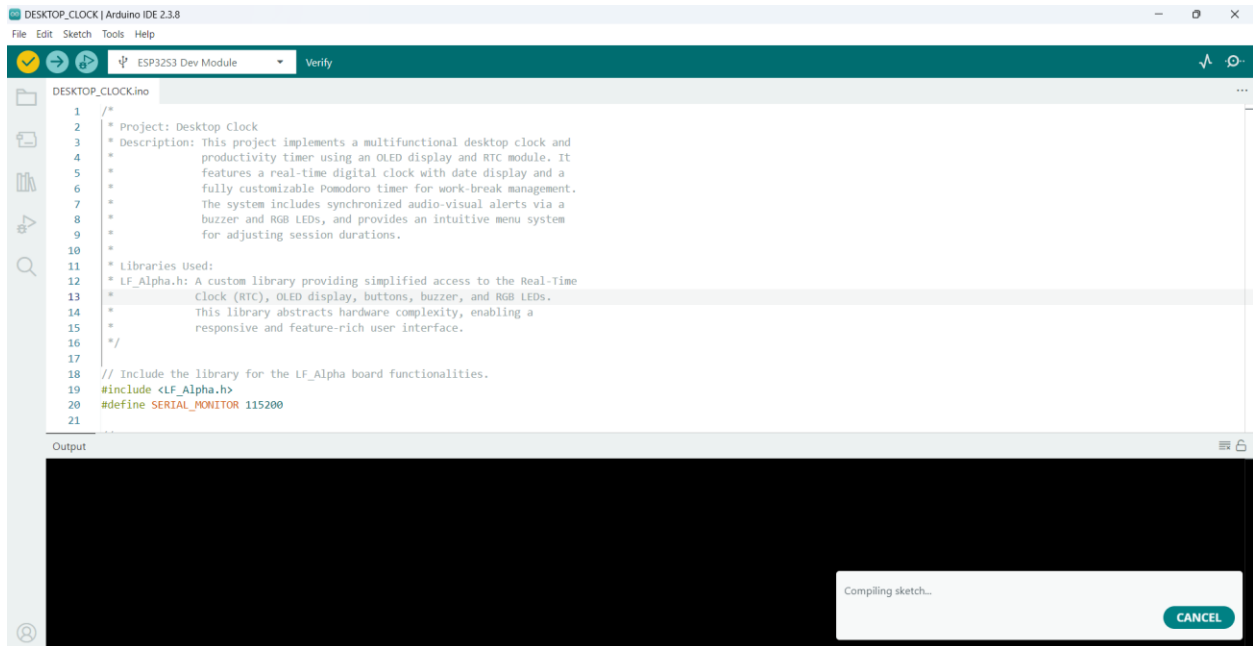 DESKTOP_CLOCK | Arduino IDE 2.3.8
File Edit Sketch Tools Help
ESP32S3 Dev Module
Verify
DESKTOP_CLOCK.ino
1 /*
2 * Project: Desktop Clock
3 * Description: This project implements a multifunctional desktop clock and
4 * productivity timer using an OLED display and RTC module. It
5 * features a real-time digital clock with date display and a
6 * fully customizable Pomodoro timer for work-break management.
7 * The system includes synchronized audio-visual alerts via a
8 * buzzer and RGB LEDs, and provides an intuitive menu system
9 * for adjusting session durations.
10 *
11 * Libraries Used:
12 * LF_Alpha.h: A custom library providing simplified access to the Real-Time
13 * Clock (RTC), OLED display, buttons, buzzer, and RGB LEDs.
14 * This library abstracts hardware complexity, enabling a
15 * responsive and feature-rich user interface.
16 */
17
18 // Include the library for the LF_Alpha board functionalities.
19 #include <LF_Alpha.h>
20 #define SERIAL_MONITOR 115200
21
Output
Compiling sketch...
CANCEL